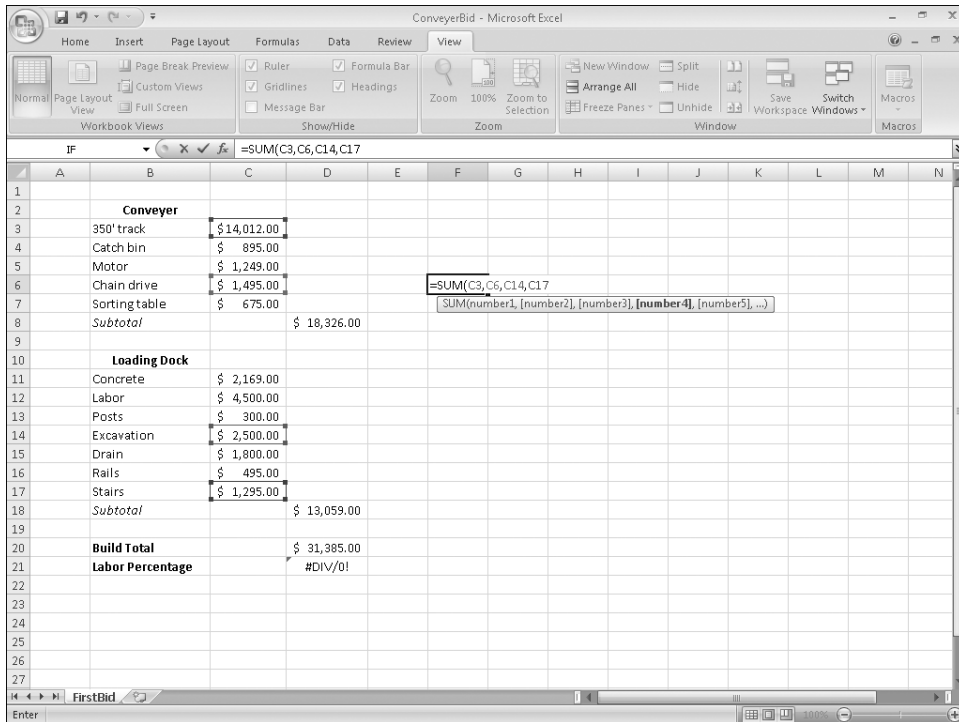 ConveyerBid - Microsoft Excel
Home Insert Page Layout Formulas Data Review View
Normal
Page Layout View
Page Break Preview
Custom Views
Full Screen
Workbook Views
Ruler
Formula Bar
Gridlines
Headings
Message Bar
Show/Hide
Zoom
100%
Zoom to Selection
Zoom
New Window
Arrange All
Freeze Panes
Split
Hide
Unhide
Save Workspace
Switch Windows
Window
Macros
Macros
IF
fx =SUM(C3,C6,C14,C17
A B C D E F G H I J K L M N
1
2 Conveyer
3 350' track $14,012.00
4 Catch bin $ 895.00
5 Motor $ 1,249.00
6 Chain drive $ 1,495.00 =SUM(C3,C6,C14,C17
7 Sorting table $ 675.00 SUM(number1, [number2], [number3], [number4], [number5], ...)
8 Subtotal $ 18,326.00
9
10 Loading Dock
11 Concrete $ 2,169.00
12 Labor $ 4,500.00
13 Posts $ 300.00
14 Excavation $ 2,500.00
15 Drain $ 1,800.00
16 Rails $ 495.00
17 Stairs $ 1,295.00
18 Subtotal $ 13,059.00
19
20 Build Total $ 31,385.00
21 Labor Percentage #DIV/0!
22
23
24
25
26
27
FirstBid
Enter
100%